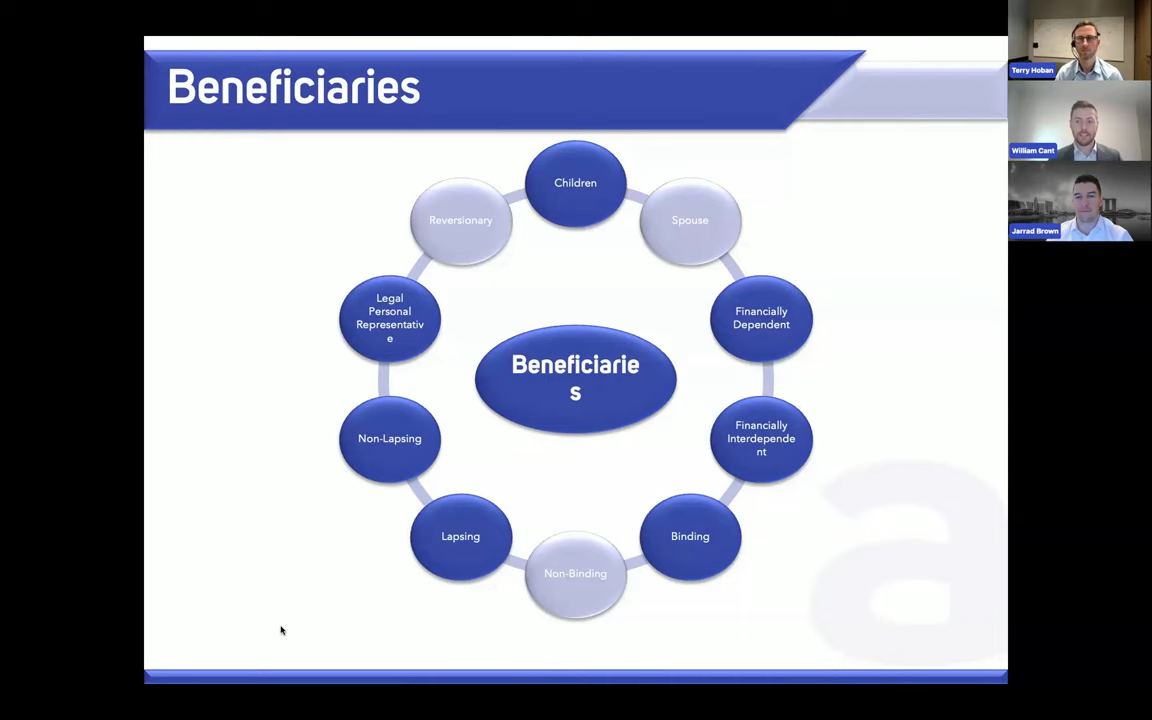 Beneficiaries
Terry Hoban
William Cant
Jarrad Brown
Children
Reversionary
Spouse
Legal
Personal
Representativ
e
Financially
Dependent
Beneficiarie
s
Non-Lapsing
Financially
Interdepende
nt
Lapsing
Binding
Non-Binding
a